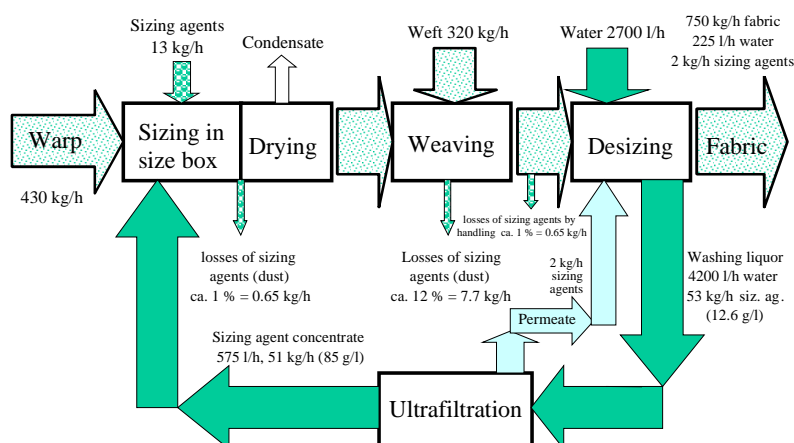 Sizing agents
13 kg/h
Condensate
Weft 320 kg/h
Water 2700 l/h
750 kg/h fabric
225 l/h water
2 kg/h sizing agents
Warp
430 kg/h
Sizing in
size box
Drying
Weaving
Desizing
Fabric
losses of sizing
agents (dust)
ca. 1 % = 0.65 kg/h
Losses of sizing
agents (dust)
ca. 12 % = 7.7 kg/h
losses of sizing agents by
handling ca. 1 % = 0.65 kg/h
2 kg/h
sizing
agents
Permeate
Washing liquor
4200 l/h water
53 kg/h siz. ag.
(12.6 g/l)
Sizing agent concentrate
575 l/h, 51 kg/h (85 g/l)
Ultrafiltration